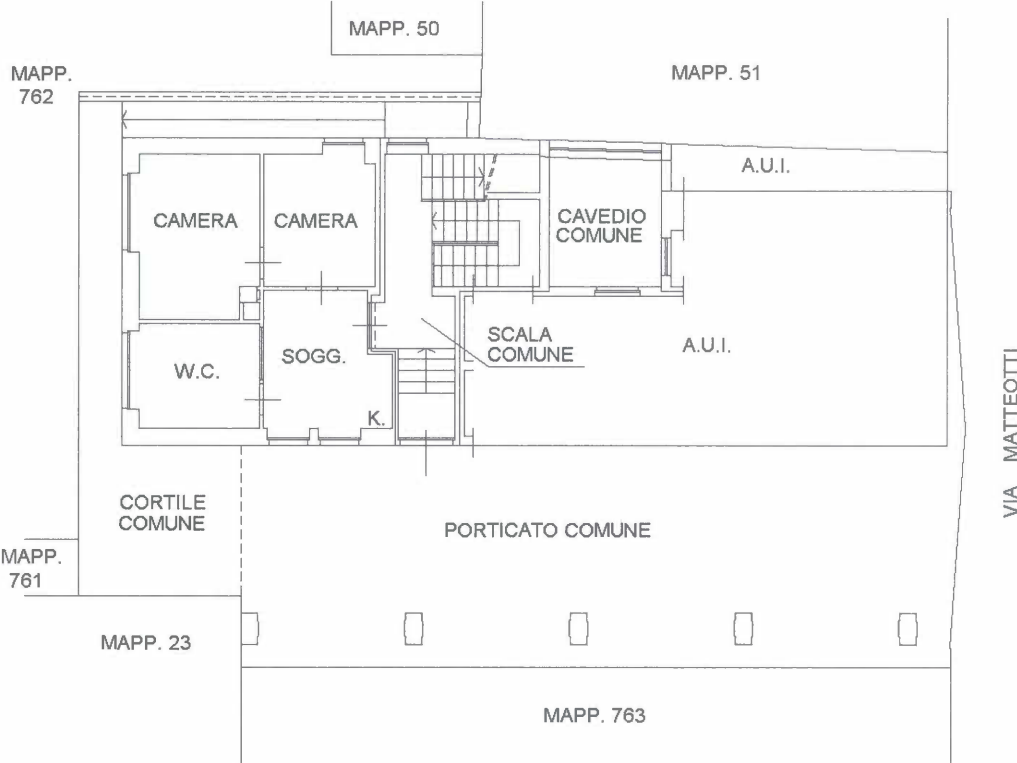 MAPP. 50
MAPP.
762
MAPP. 51
A.U.I.
CAMERA
CAMERA
CAVEDIO
COMUNE
SCALA
COMUNE
A.U.I.
SOGG.
W.C.
K.
VIA MATTEOTTI
CORTILE
COMUNE
PORTICATO COMUNE
MAPP.
761
MAPP. 23
MAPP. 763